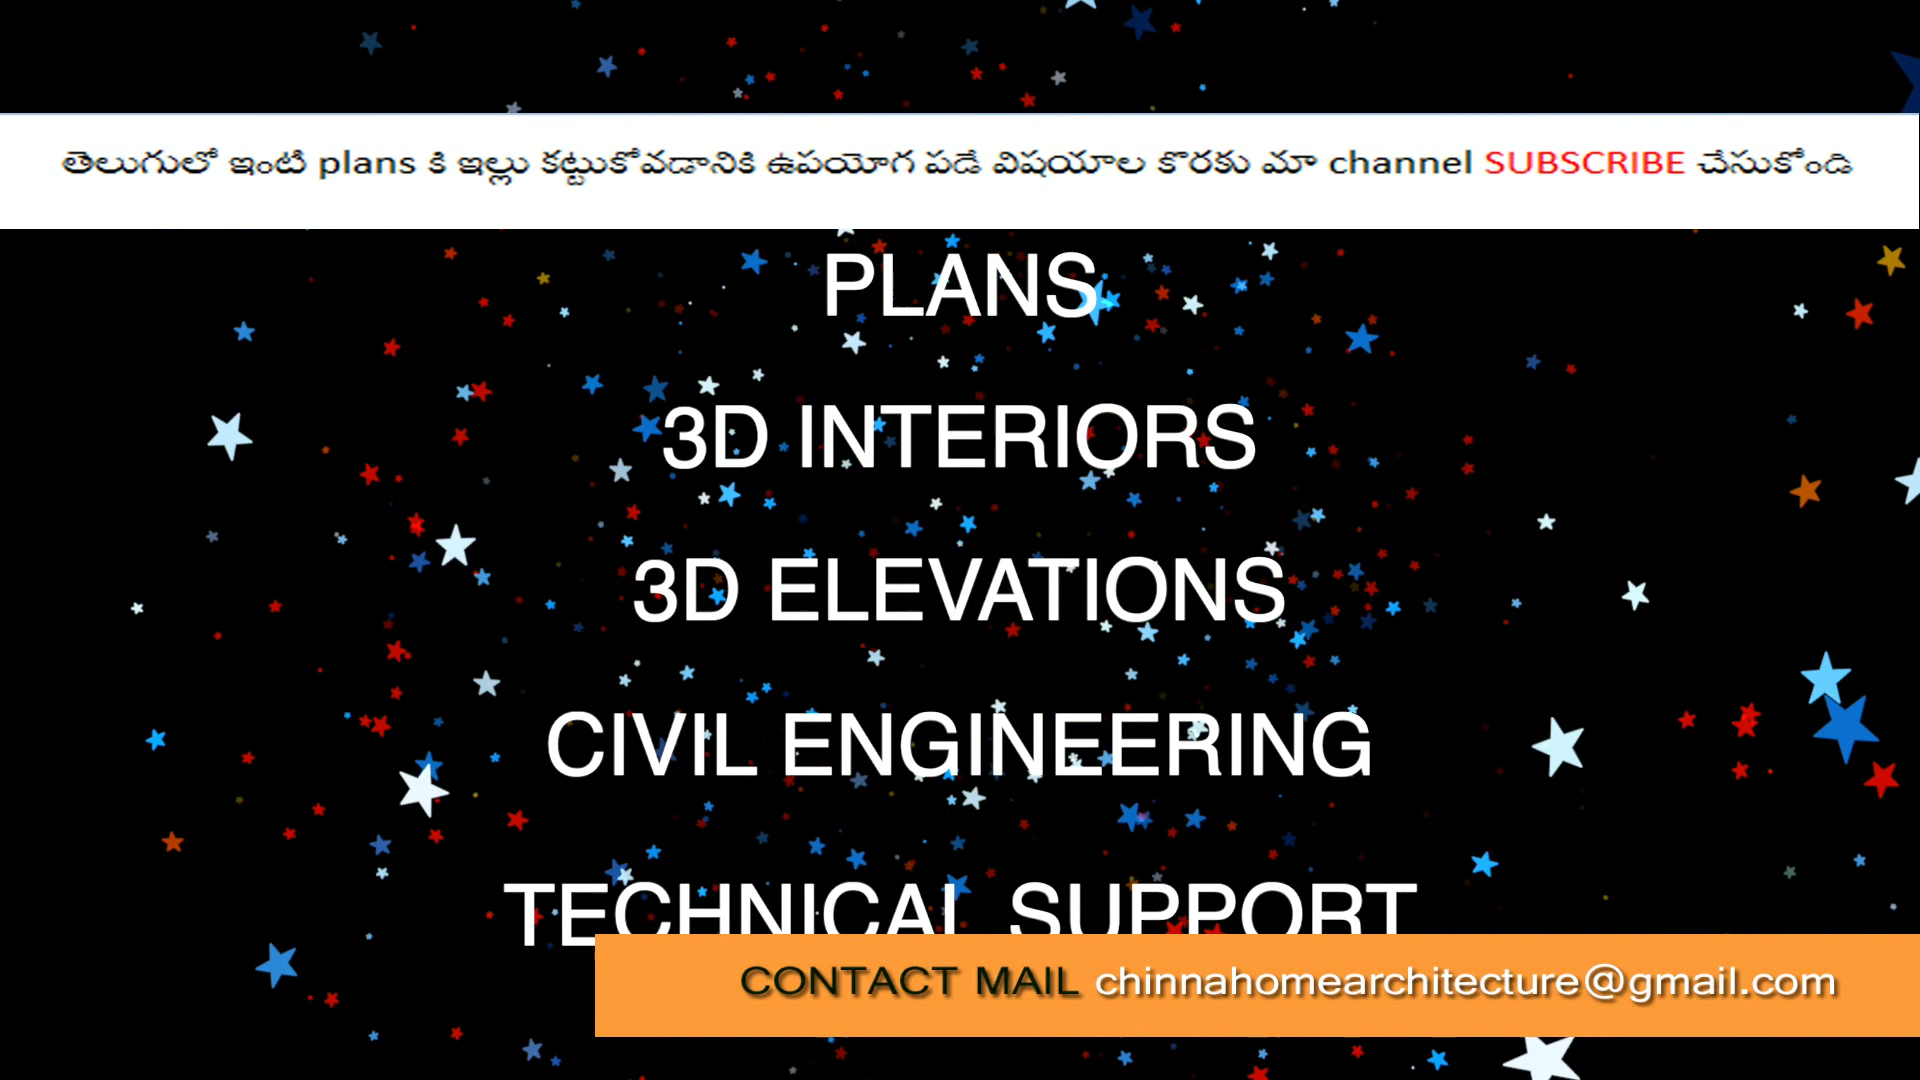 తెలుగులో ఇంటి plans కి ఇల్లు కట్టుకోవడానికి ఉపయోగ పడే విషయాల కొరకు మా channel SUBSCRIBE చేసుకోండి
PLANS
3D INTERIORS
3D ELEVATIONS
CIVIL ENGINEERING
TECHNICAL SUPPORT
CONTACT MAIL chinnahomearchitecture@gmail.com